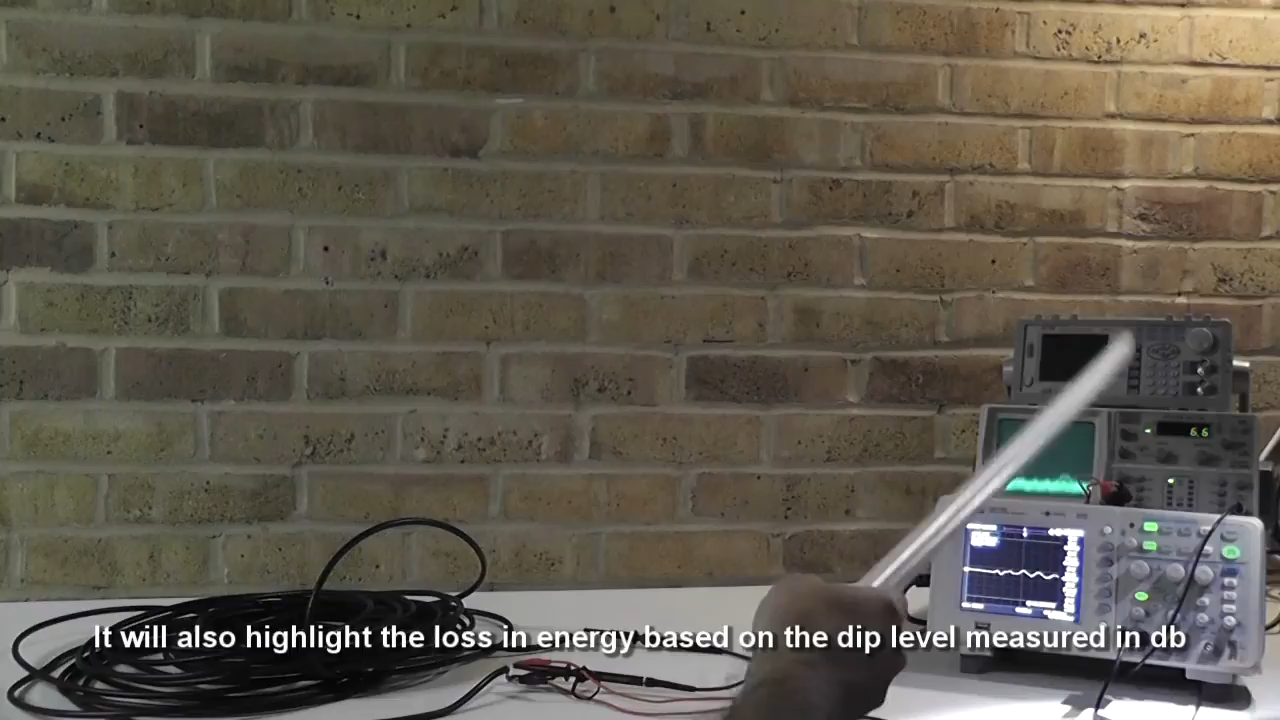 6.6
It will also highlight the loss in energy based on the dip level measured in db